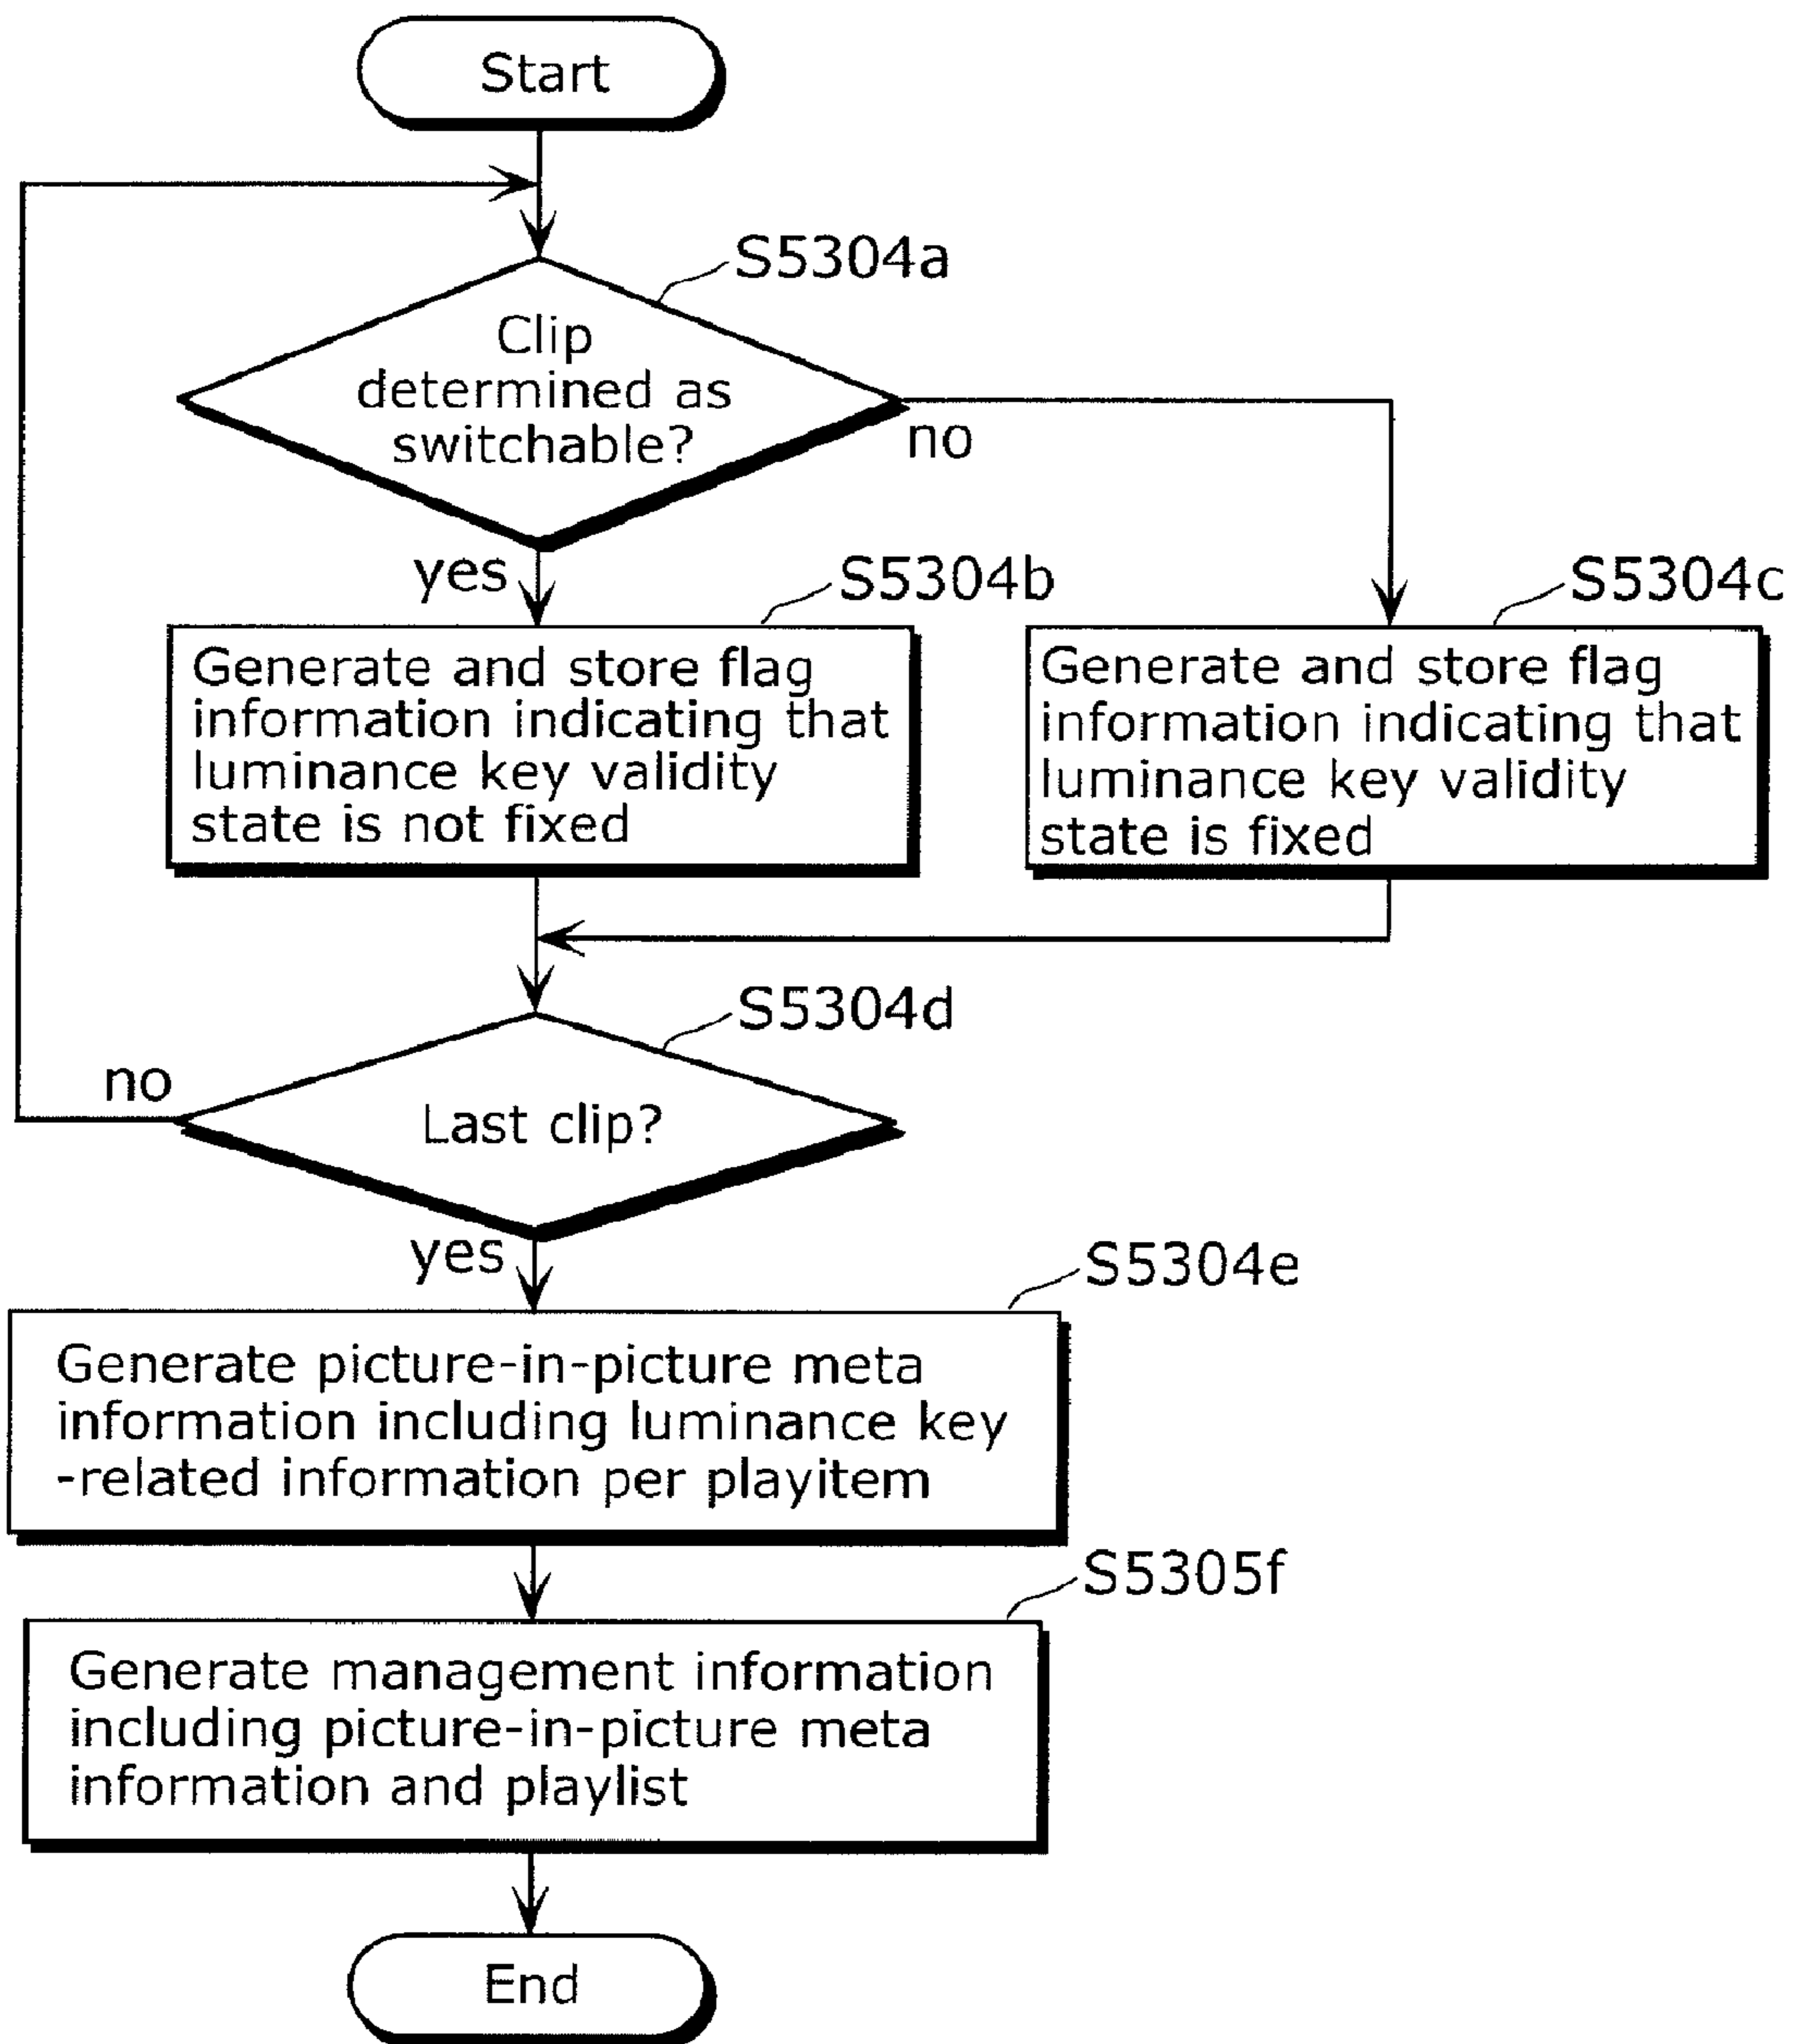 Start
S5304a
Clip
determined as
switchable?
no
yes
S5304b
S5304c
Generate and store flag
information indicating that
luminance key validity
state is not fixed
Generate and store flag
information indicating that
luminance key validity
state is fixed
S5304d
no
Last clip?
yes
S5304e
Generate picture-in-picture meta
information including luminance key
-related information per playitem
S5305f
Generate management information
including picture-in-picture meta
information and playlist
End